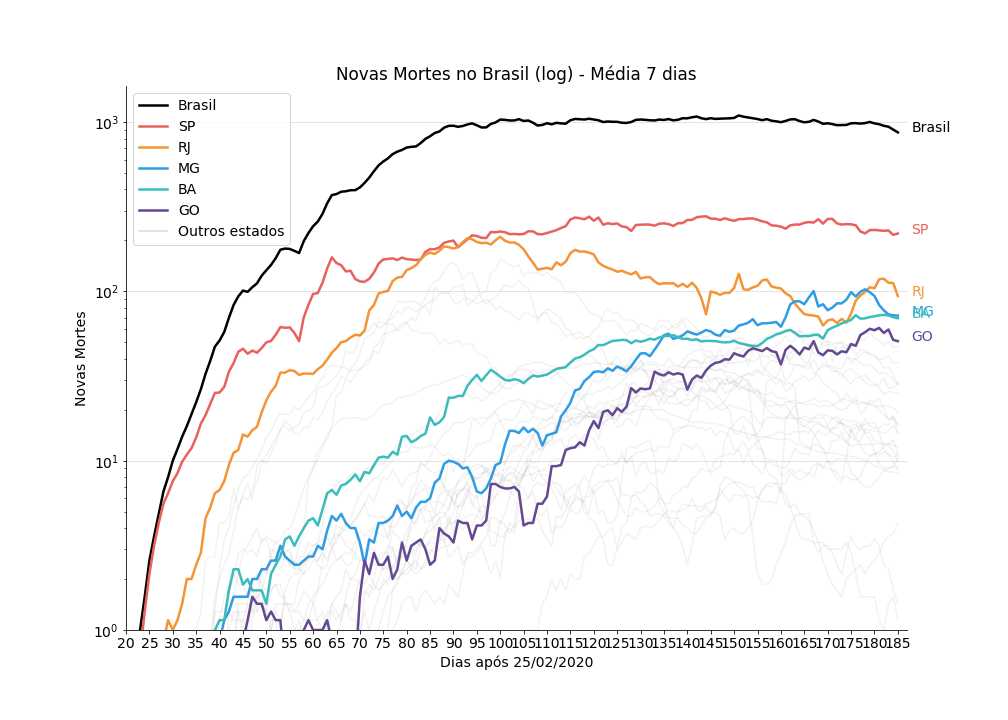 Novas Mortes no Brasil (log) - Média 7 dias
Brasil
SP
RJ
MG
BA
GO
Outros estados
Novas Mortes
10³
10²
10¹
10⁰
Brasil
SP
RJ
MG
BA
GO
20 25 30 35 40 45 50 55 60 65 70 75 80 85 90 95 100 105 110 115 120 125 130 135 140 145 150 155 160 165 170 175 180 185
Dias após 25/02/2020